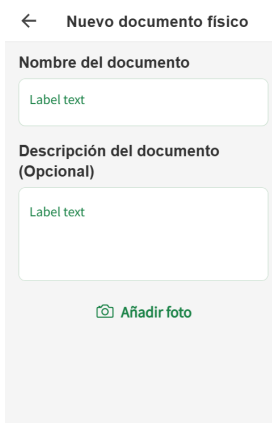 Nuevo documento físico
Nombre del documento
Label text
Descripción del documento
(Opcional)
Label text
Añadir foto